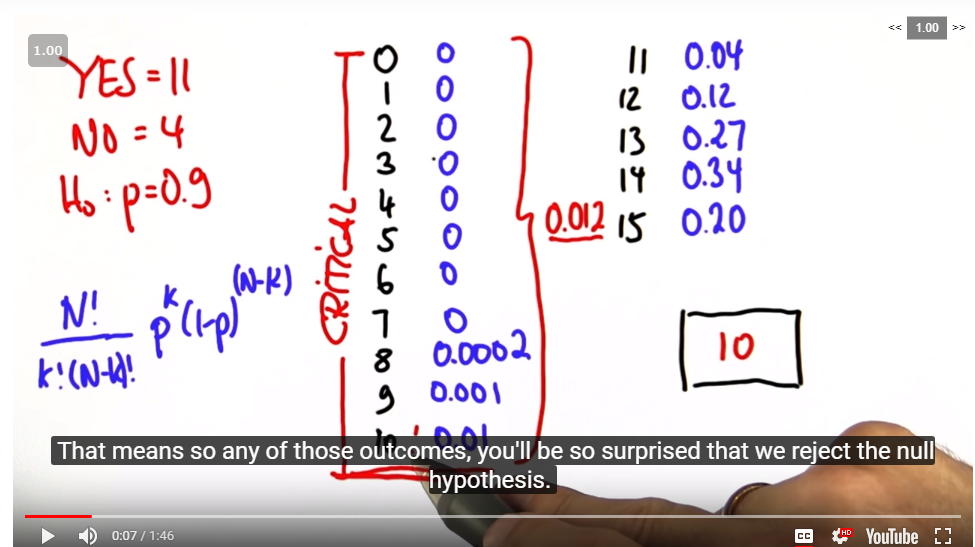 1.00
<< 1.00 >>
YES = 11
NO = 4
H₀ : p=0.9
N!
k!(N-k)!
p^k (1-p)^(N-k)
CRITICAL
0 0
1 0
2 0
3 0
4 0
5 0
6 0
7 0
8 0.0002
9 0.001
10 0.01
0.012
11 0.04
12 0.12
13 0.27
14 0.34
15 0.20
10
That means so any of those outcomes, you'll be so surprised that we reject the null
hypothesis.
0:07 / 1:46
CC
HD
YouTube